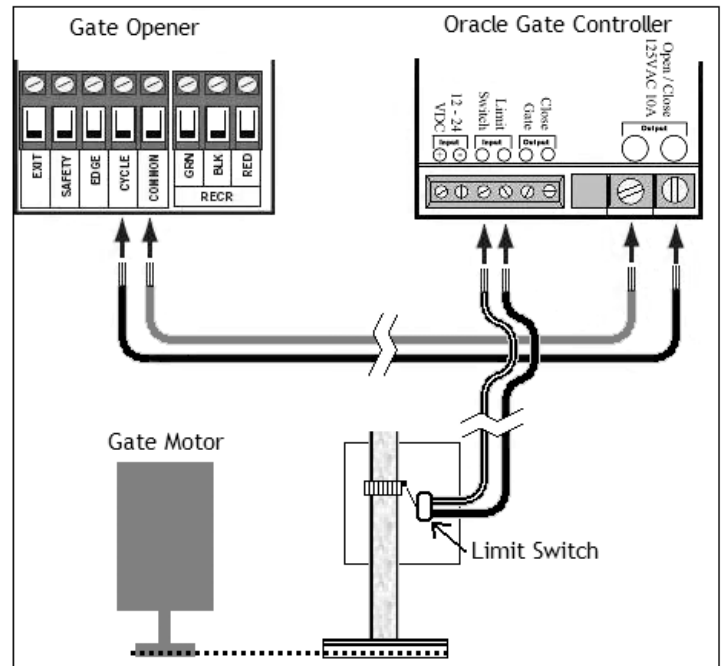 Gate Opener
EXIT
SAFETY
EDGE
CYCLE
COMMON
GRN
BLK
RED
RECR
Oracle Gate Controller
12 - 24
VDC
Input
Limit
Switch
Input
Close
Gate
Output
Open / Close
125VAC 10A
Output
Gate Motor
Limit Switch